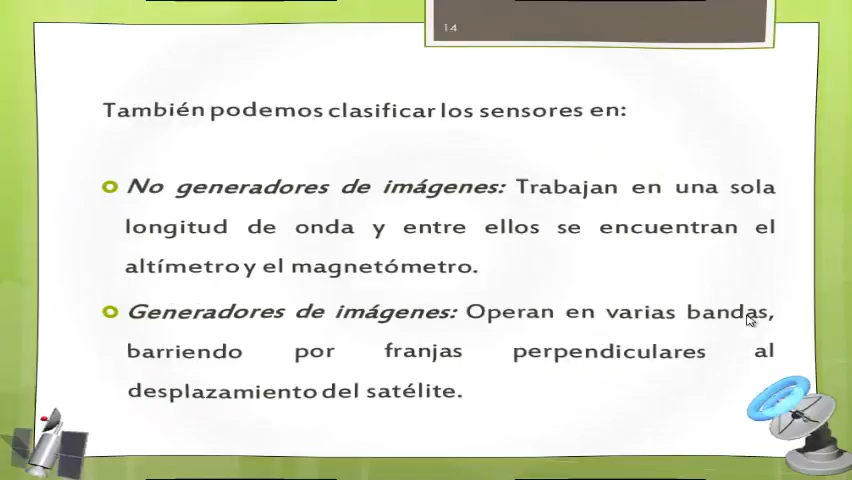 14
También podemos clasificar los sensores en:
No generadores de imágenes: Trabajan en una sola
longitud de onda y entre ellos se encuentran el
altímetro y el magnetómetro.
Generadores de imágenes: Operan en varias bandas,
barriendo por franjas perpendiculares al
desplazamiento del satélite.